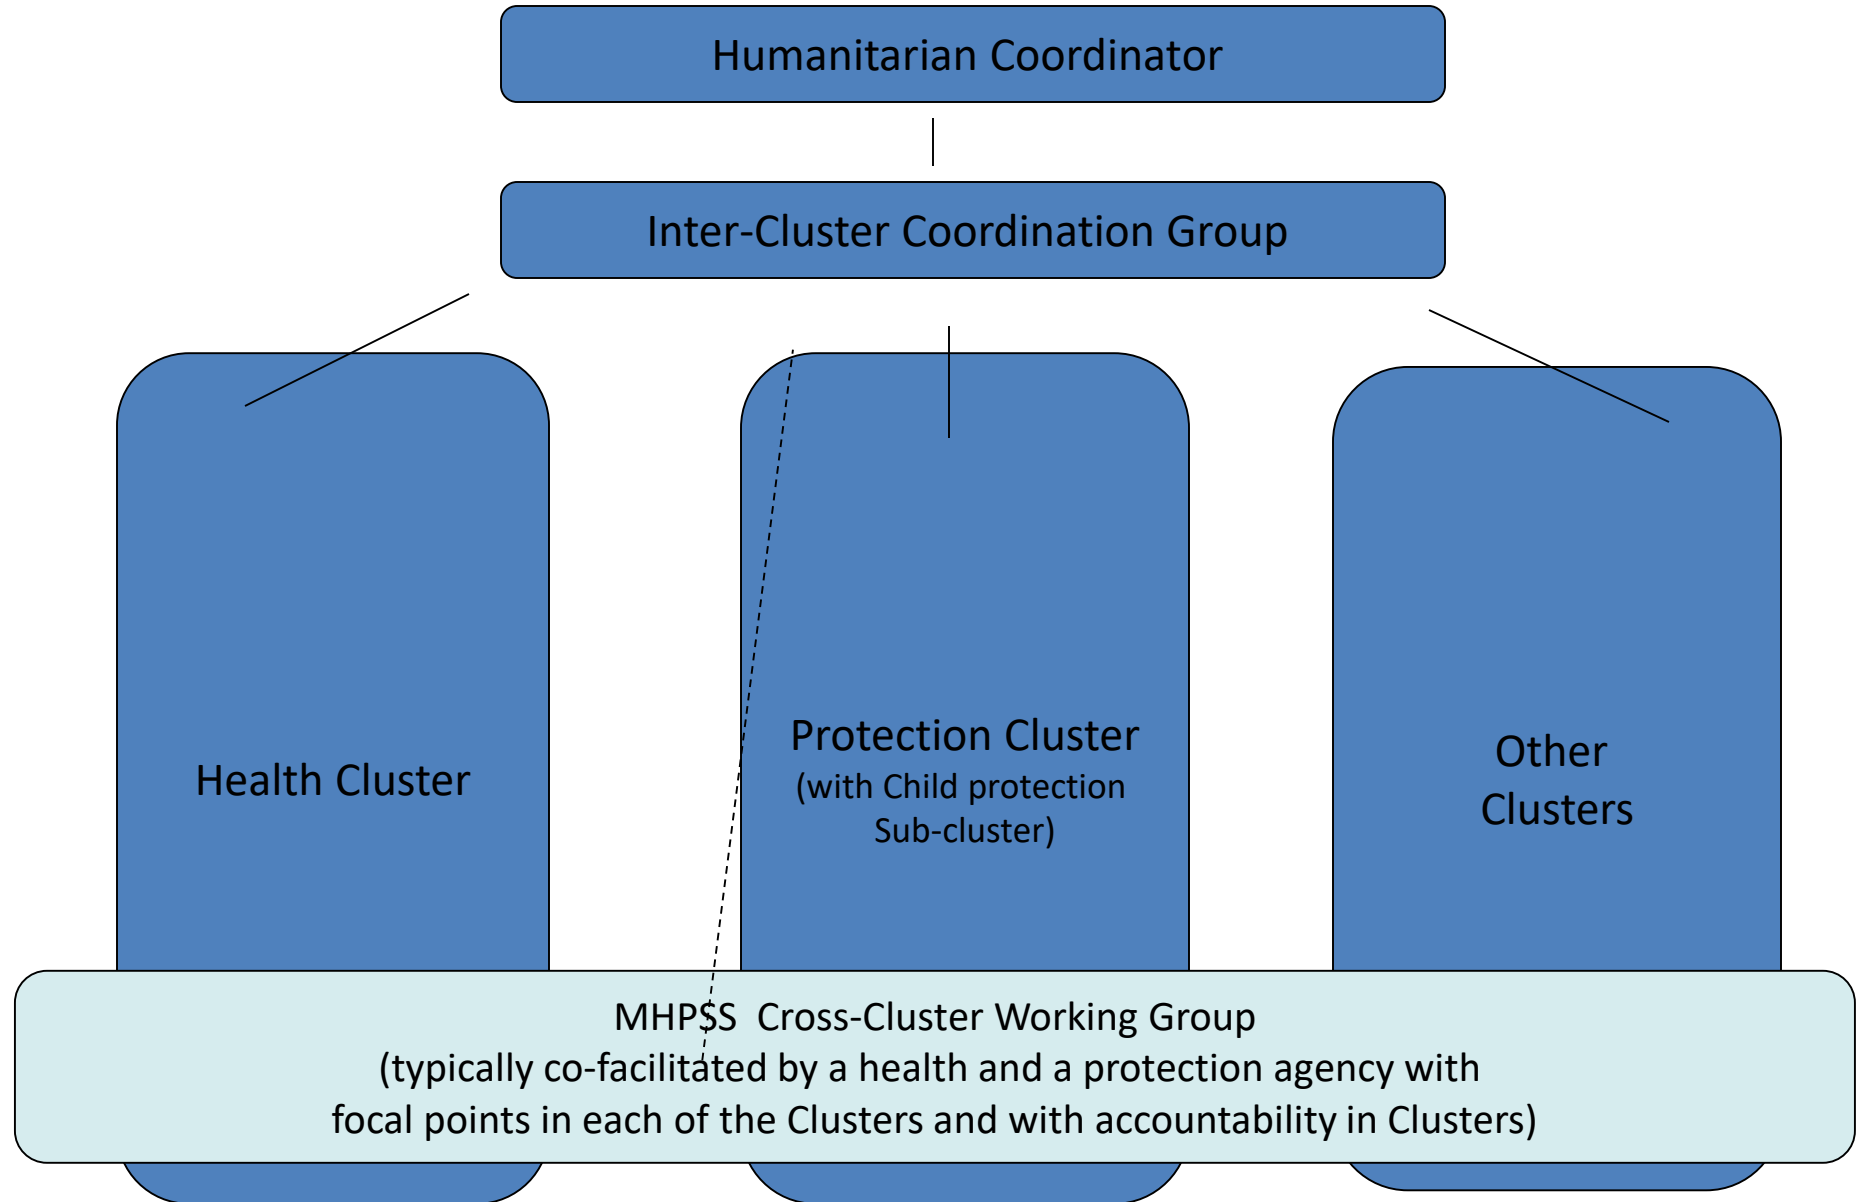 Humanitarian Coordinator
Inter-Cluster Coordination Group
Health Cluster
Protection Cluster
(with Child protection
Sub-cluster)
Other
Clusters
MHPSS  Cross-Cluster Working Group
(typically co-facilitated by a health and a protection agency with
focal points in each of the Clusters and with accountability in Clusters)